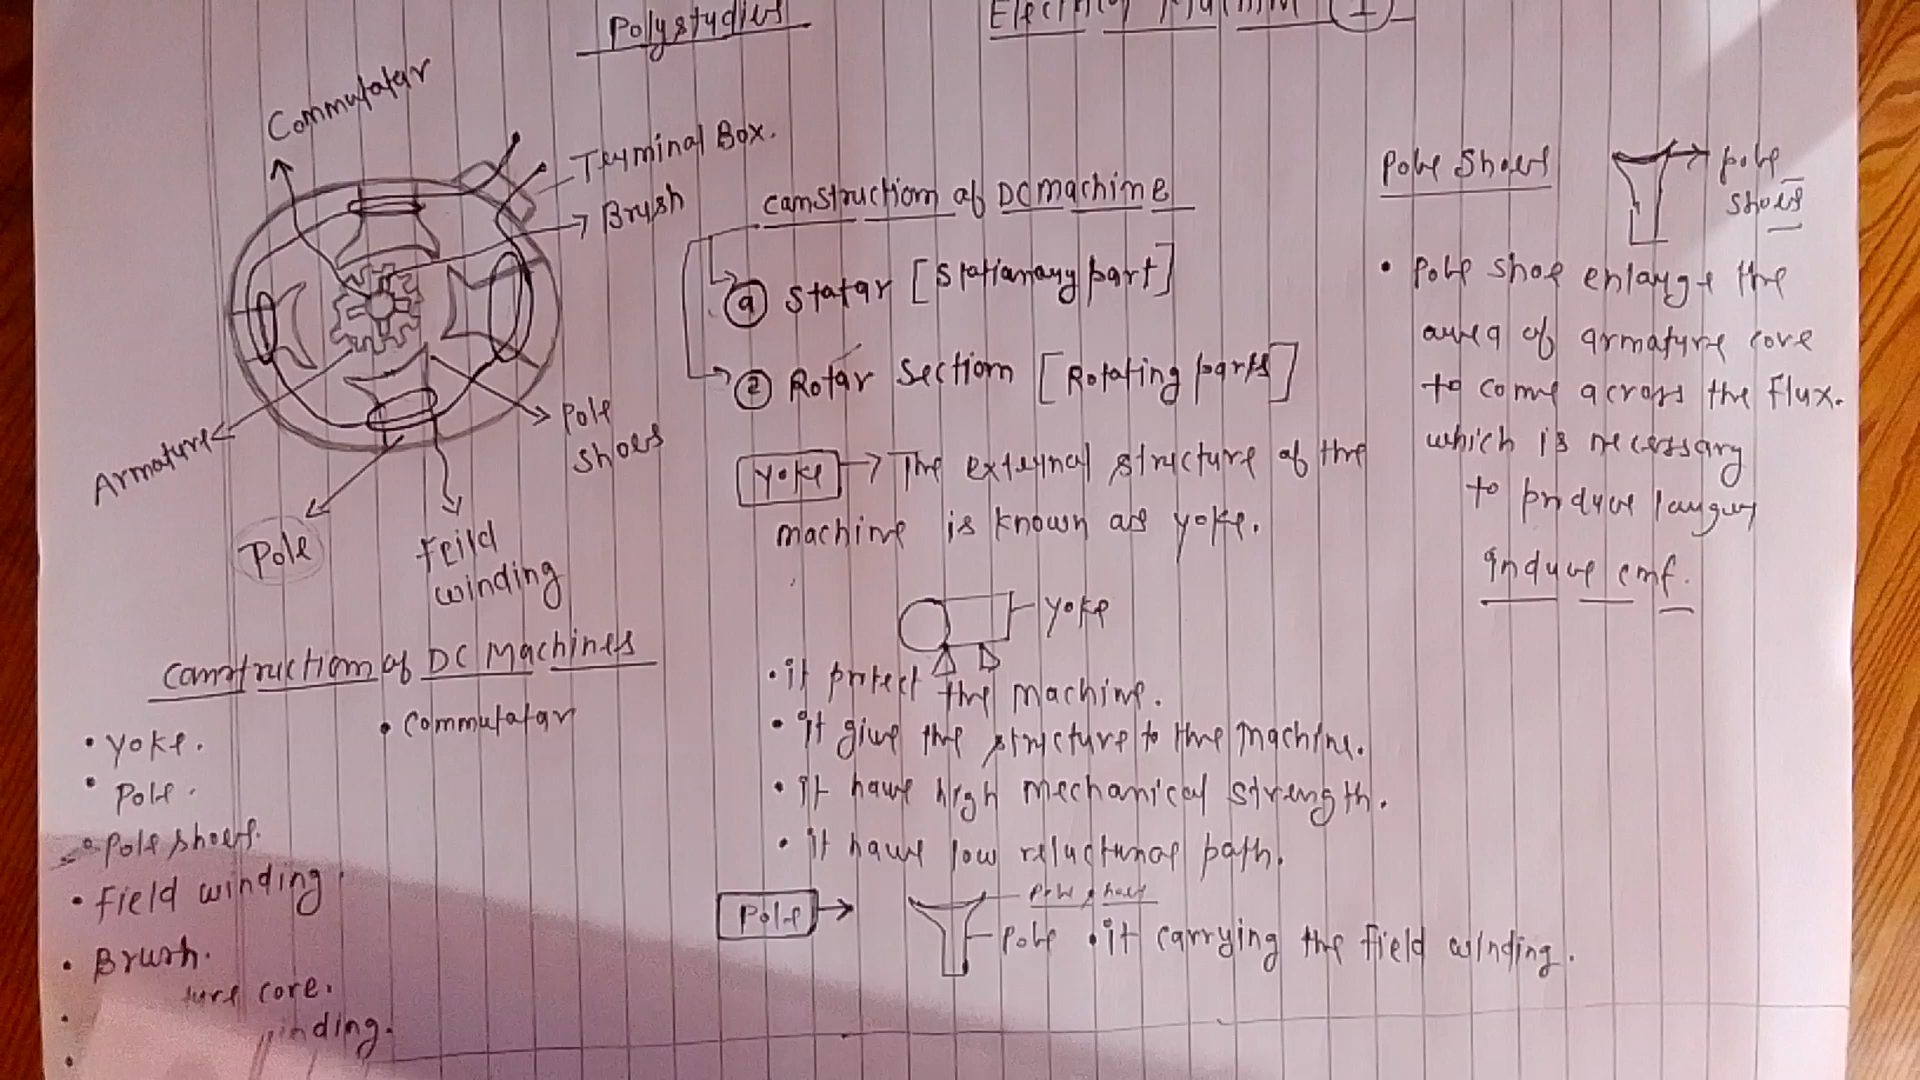 Polystudies
Electrical Machine (1)
Commutator
Terminal Box.
Brush
Armature
Pole
shoes
Pole
Feild
winding
Construction of DC Machines
• Yoke.
• Pole.
• Pole shoes.
• Field winding
• Brush.
core.
• Commutator
Construction of DC machine
① Stator [Stationary part]
② Rotor Section [Rotating parts]
Yoke → The external structure of the
machine is known as yoke.
Yoke
• it protect the machine.
• it give the structure to the machine.
• it have high mechanical strength.
• it have low reluctance path.
Pole →
Pole shoes
Pole • it carrying the field winding.
Pole Shoes
pole
shoes
• Pole shoe enlarge the
area of armature core
to come across the flux.
which is necessary
to produce larger
induce emf.